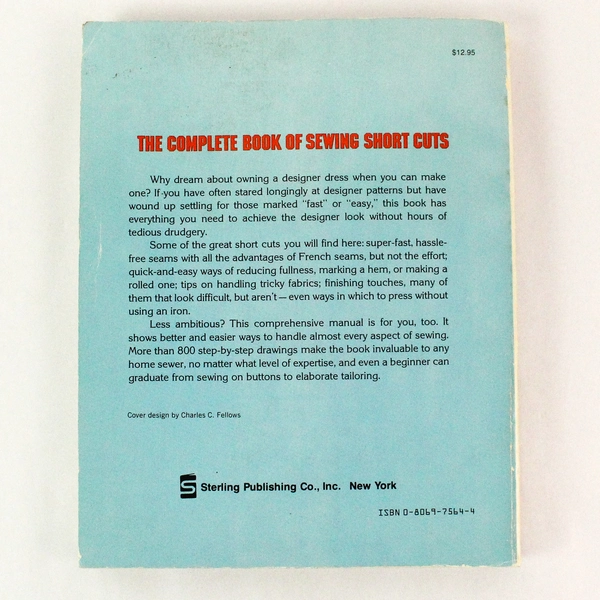 $12.95
THE COMPLETE BOOK OF SEWING SHORT CUTS
Why dream about owning a designer dress when you can make
one? If you have often stared longingly at designer patterns but have
wound up settling for those marked "fast" or "easy," this book has
everything you need to achieve the designer look without hours of
tedious drudgery.
Some of the great short cuts you will find here: super-fast, hassle-
free seams with all the advantages of French seams, but not the effort;
quick-and-easy ways of reducing fullness, marking a hem, or making a
rolled one; tips on handling tricky fabrics; finishing touches, many of
them that look difficult, but aren't—even ways in which to press without
using an iron.
Less ambitious? This comprehensive manual is for you, too. It
shows better and easier ways to handle almost every aspect of sewing.
More than 800 step-by-step drawings make the book invaluable to any
home sewer, no matter what level of expertise, and even a beginner can
graduate from sewing on buttons to elaborate tailoring.
Cover design by Charles C. Fellows
S Sterling Publishing Co., Inc. New York
ISBN 0-8069-7564-4